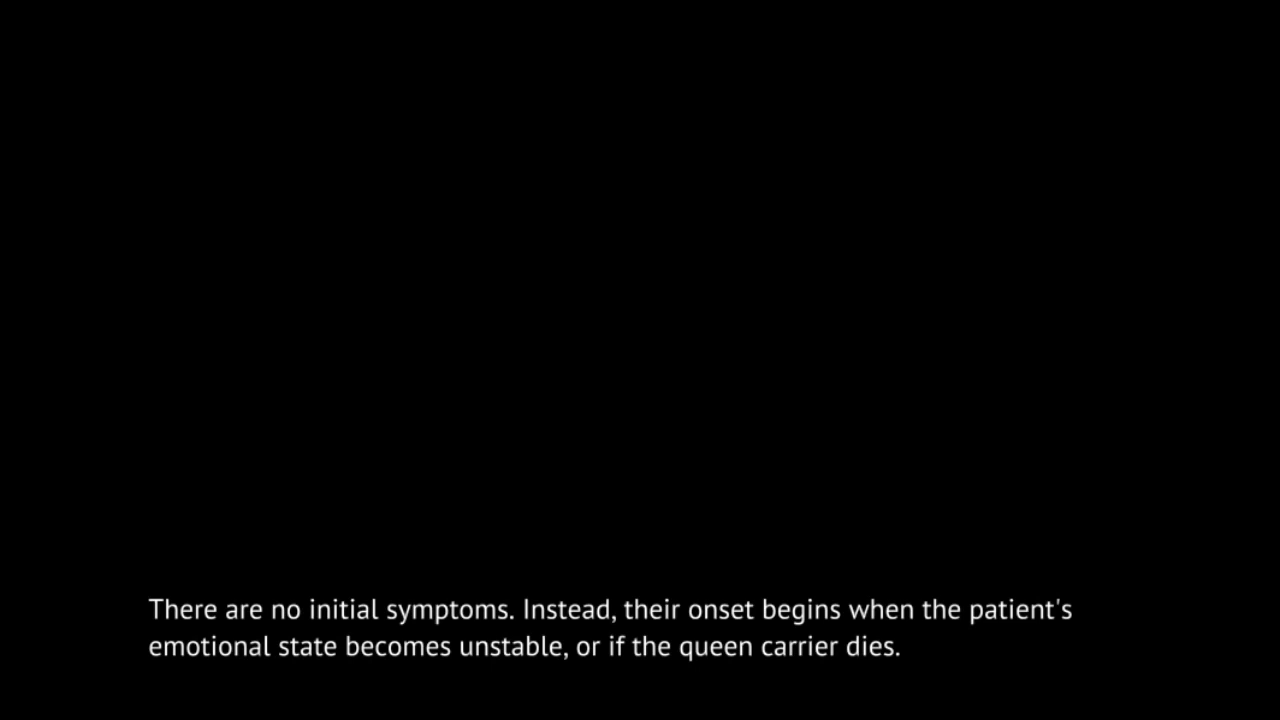 There are no initial symptoms. Instead, their onset begins when the patient's
emotional state becomes unstable, or if the queen carrier dies.